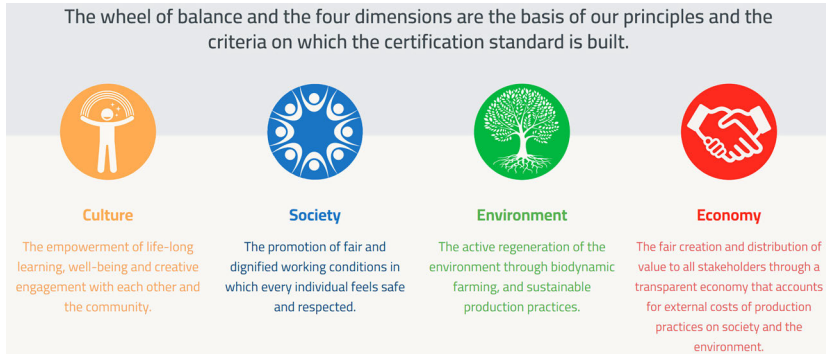 The wheel of balance and the four dimensions are the basis of our principles and the
criteria on which the certification standard is built.
Culture
The empowerment of life-long
learning, well-being and creative
engagement with each other and
the community.
Society
The promotion of fair and
dignified working conditions in
which every individual feels safe
and respected.
Environment
The active regeneration of the
environment through biodynamic
farming, and sustainable
production practices.
Economy
The fair creation and distribution of
value to all stakeholders through a
transparent economy that accounts
for external costs of production
practices on society and the
environment.